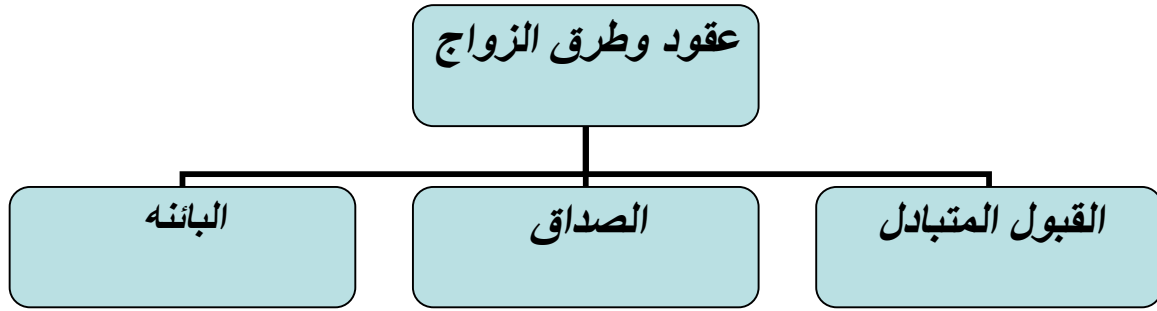 عقود وطرق الزواج
القبول المتبادل
الصداق
البائنه